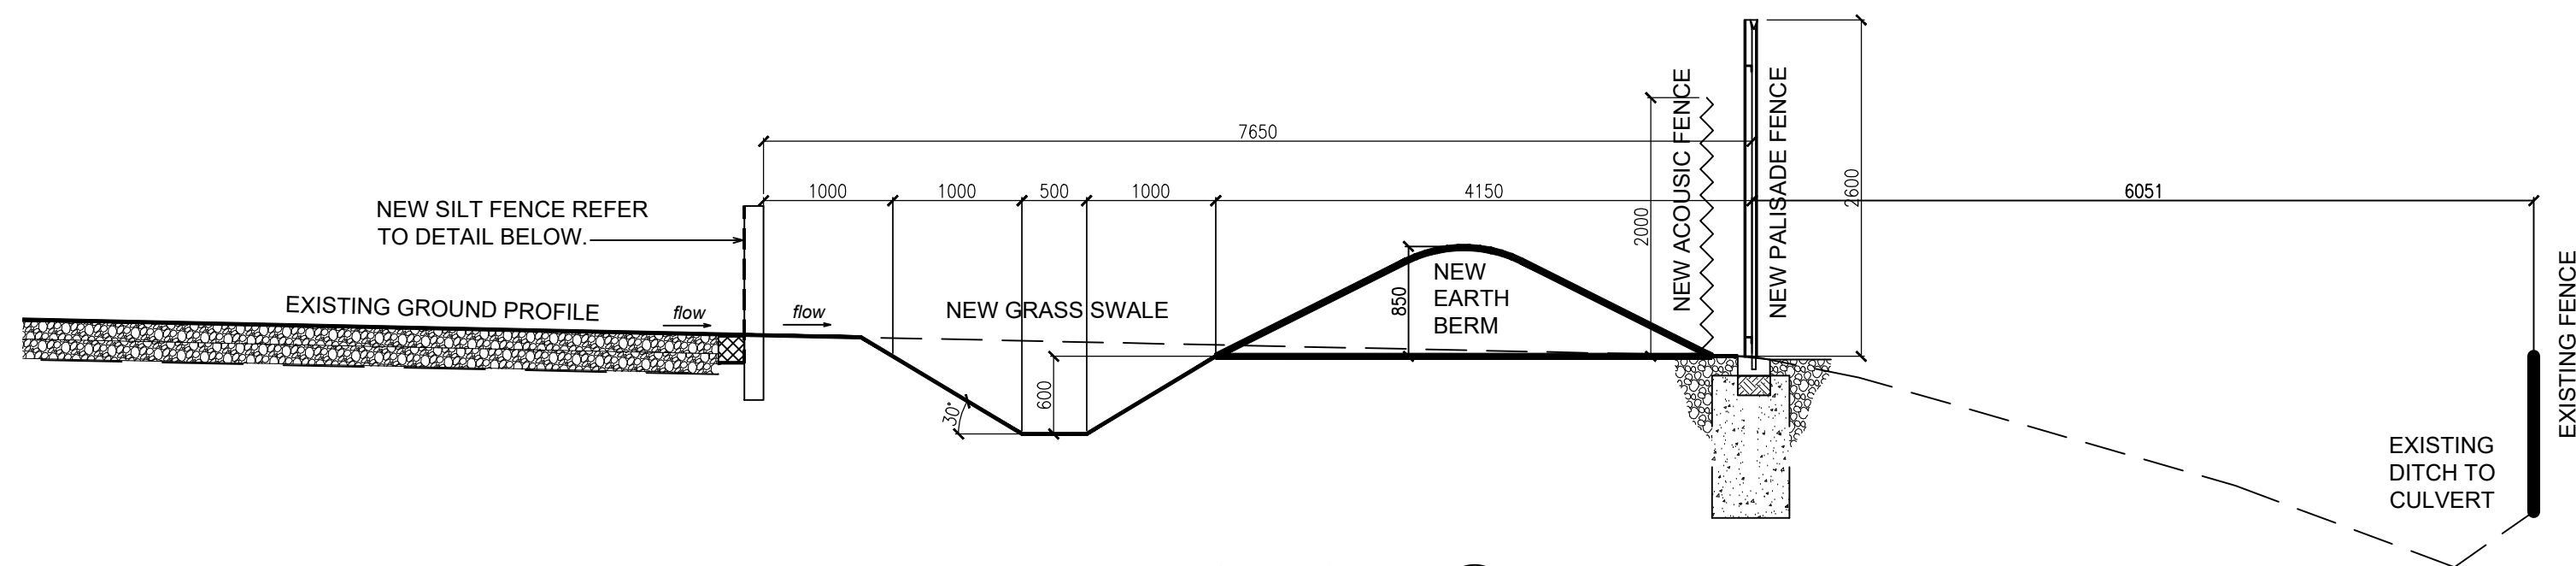 7650
1000
1000
500
1000
4150
6051
NEW SILT FENCE REFER
TO DETAIL BELOW.
EXISTING GROUND PROFILE
flow
flow
NEW GRASS SWALE
30°
600
850
NEW
EARTH
BERM
2000
NEW ACOUSIC FENCE
NEW PALISADE FENCE
2600
EXISTING
DITCH TO
CULVERT
EXISTING FENCE